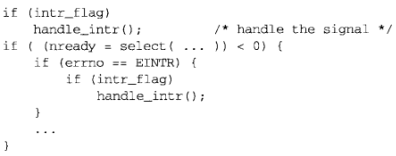 if (intr_flag)
    handle_intr();       /* handle the signal */
if ( (nready = select( ... )) < 0) {
    if (errno == EINTR) {
        if (intr_flag)
            handle_intr();
    }
    ...
}